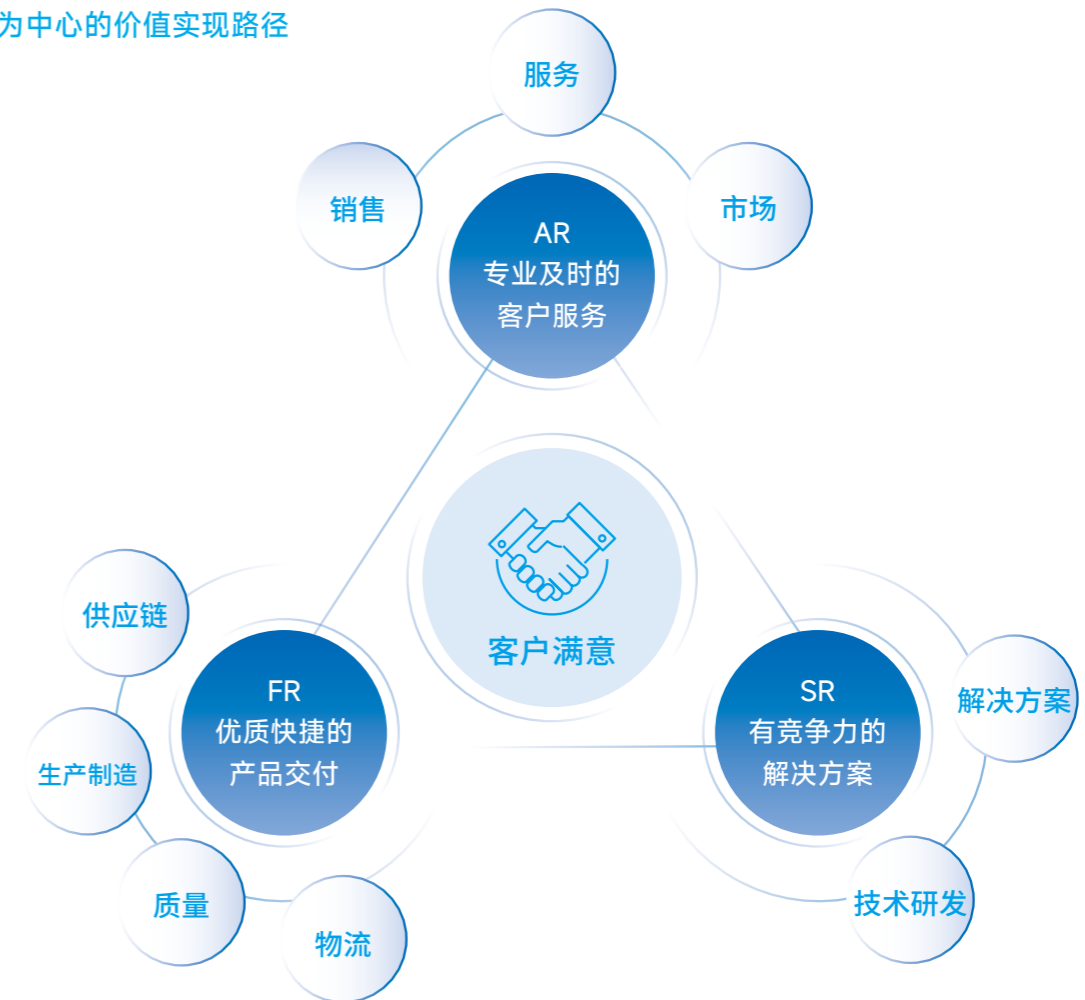 为中心的价值实现路径
服务
销售
市场
AR
专业及时的
客户服务
客户满意
供应链
生产制造
质量
物流
FR
优质快捷的
产品交付
SR
有竞争力的
解决方案
解决方案
技术研发